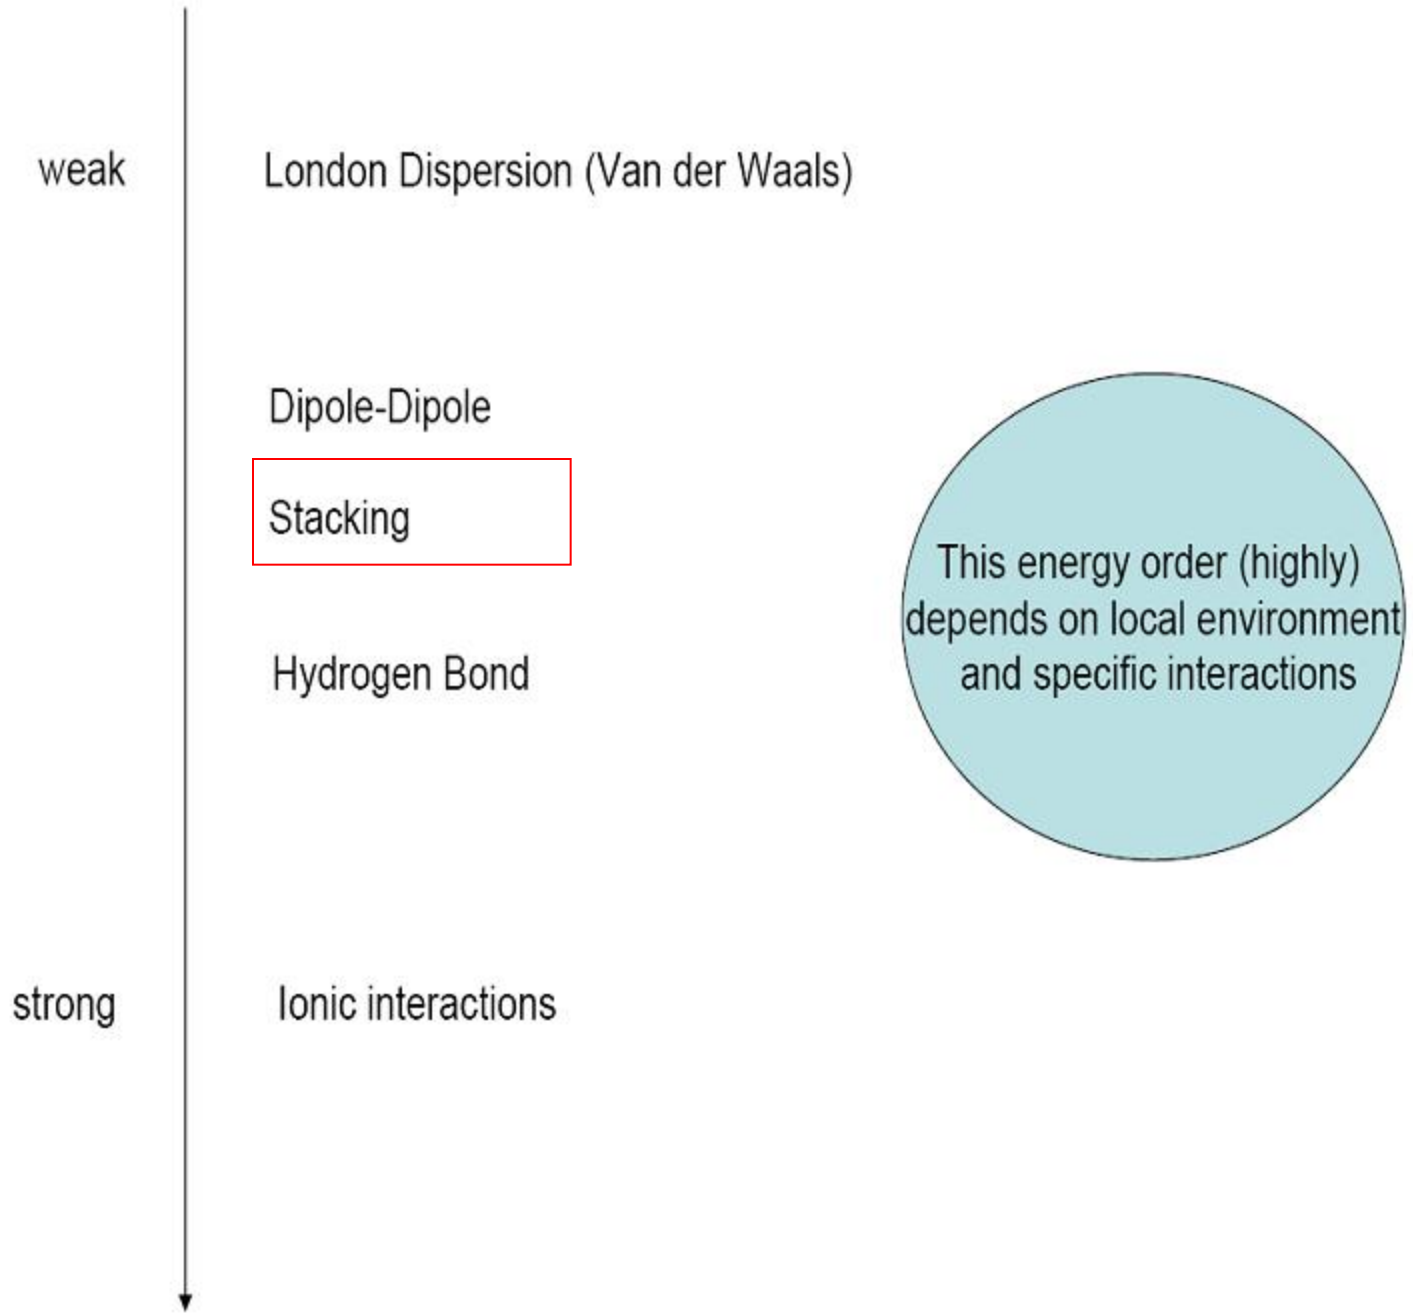 weak
London Dispersion (Van der Waals)
Dipole-Dipole
Stacking
Hydrogen Bond
This energy order (highly)
depends on local environment
and specific interactions
strong
Ionic interactions